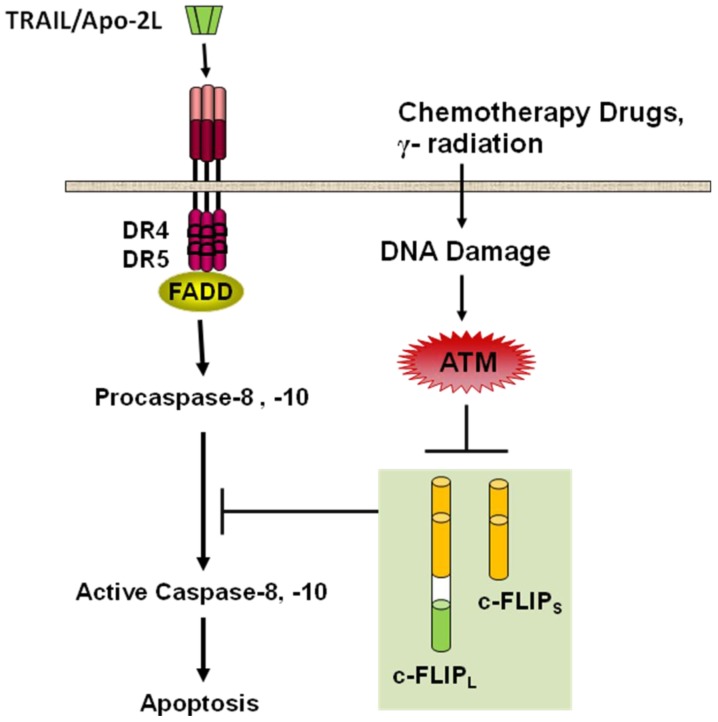 TRAIL/Apo-2L
Chemotherapy Drugs,
γ- radiation
DR4
DR5
FADD
DNA Damage
ATM
Procaspase-8 , -10
Active Caspase-8, -10
c-FLIPS
c-FLIPL
Apoptosis